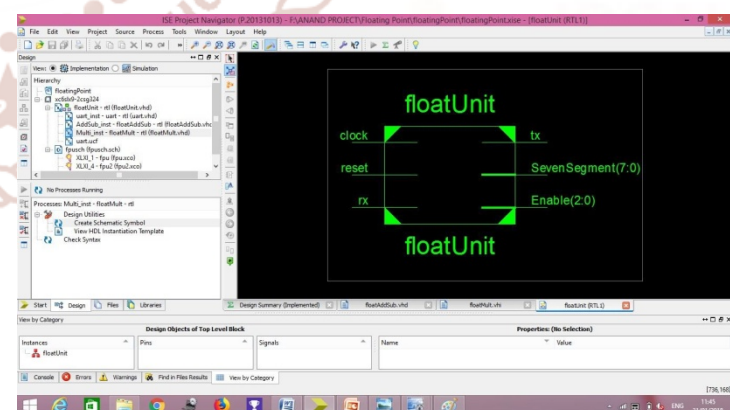 ISE Project Navigator (P.20131013) - F:\ANAND PROJECT\Floating Point\floatingPoint\floatingPoint.xise - [floatUnit (RTL1)]
File Edit View Project Source Process Tools Window Layout Help
Design
View: Implementation Simulation
Hierarchy
floatingPoint
xc6slx9-2csg324
floatUnit - rtl (floatUnit.vhd)
uart_inst - uart - rtl (uart.vhd)
AddSub_inst - floatAddSub - rtl (floatAddSub.vhd
Multi_inst - floatMult - rtl (floatMult.vhd)
uart.ucf
fpusch (fpusch.sch)
XLXI_1 - fpu (fpu.xco)
XLXI_4 - fpu2 (fpu2.xco)
No Processes Running
Processes: Multi_inst - floatMult - rtl
Design Utilities
Create Schematic Symbol
View HDL Instantiation Template
Check Syntax
floatUnit
clock tx
reset SevenSegment(7:0)
rx Enable(2:0)
floatUnit
Start Design Files Libraries
Design Summary (Implemented) floatAddSub.vhd floatMult.vhd floatUnit (RTL1)
View by Category
Design Objects of Top Level Block Properties: (No Selection)
Instances Pins Signals Name Value
floatUnit
Console Errors Warnings Find in Files Results View by Category
[736,168]
ENG 11:45